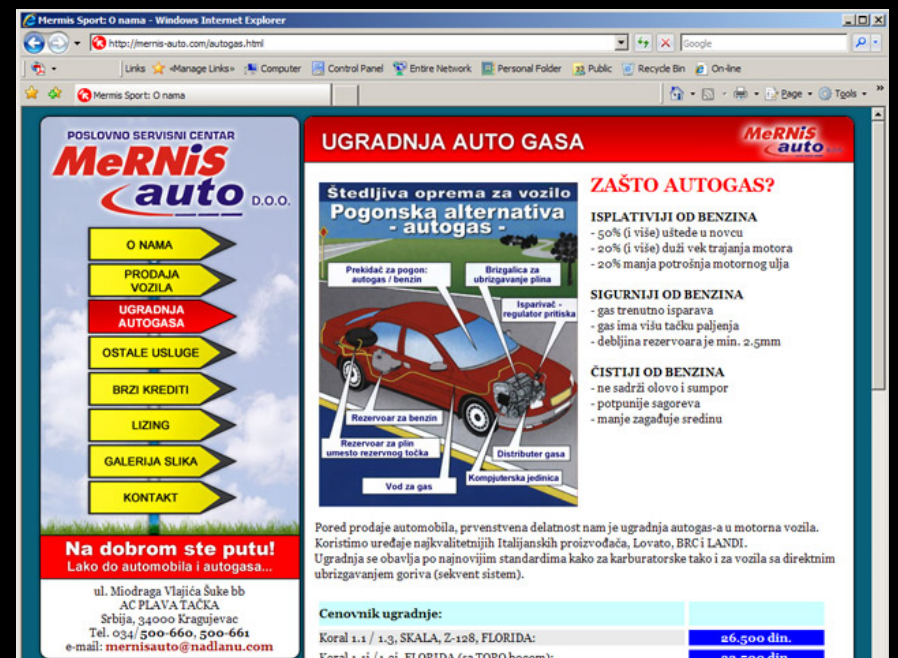 Mermis Sport: O nama - Windows Internet Explorer
http://mernis-auto.com/autogas.html
Google
Links «Manage Links» Computer Control Panel Entire Network Personal Folder Public Recycle Bin On-line
Mermis Sport: O nama
Page Tools
POSLOVNO SERVISNI CENTAR
MeRNiS
auto D.O.O.
O NAMA
PRODAJA
VOZILA
UGRADNJA
AUTOGASA
OSTALE USLUGE
BRZI KREDITI
LIZING
GALERIJA SLIKA
KONTAKT
Na dobrom ste putu!
Lako do automobila i autogasa...
ul. Miodraga Vlajića Šuke bb
AC PLAVA TAČKA
Srbija, 34000 Kragujevac
Tel. 034/500-660, 500-661
e-mail: mernisauto@nadlanu.com
UGRADNJA AUTO GASA
MeRNiS
auto
Štedljiva oprema za vozilo
Pogonska alternativa
- autogas -
Prekidač za pogon:
autogas / benzin
Brizgalica za
ubrizgavanje plina
Isparivač -
regulator pritiska
Rezervoar za benzin
Rezervoar za plin
umesto rezervnog točka
Vod za gas
Distributer gasa
Kompjuterska jedinica
ZAŠTO AUTOGAS?
ISPLATIVIJI OD BENZINA
- 50% (i više) uštede u novcu
- 20% (i više) duži vek trajanja motora
- 20% manja potrošnja motornog ulja
SIGURNIJI OD BENZINA
- gas trenutno isparava
- gas ima višu tačku paljenja
- debljina rezervoara je min. 2.5mm
ČISTIJI OD BENZINA
- ne sadrži olovo i sumpor
- potpunije sagoreva
- manje zagađuje sredinu
Pored prodaje automobila, prvenstvena delatnost nam je ugradnja autogas-a u motorna vozila.
Koristimo uređaje najkvalitetnijih Italijanskih proizvođača, Lovato, BRC i LANDI.
Ugradnja se obavlja po najnovijim standardima kako za karburatorske tako i za vozila sa direktnim
ubrizgavanjem goriva (sekvent sistem).
Cenovnik ugradnje:
Koral 1.1 / 1.3, SKALA, Z-128, FLORIDA: 26.500 din.